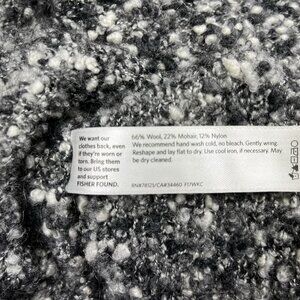 We want our
clothes back, even
if they're worn or
torn. Bring them
to our US stores
and support
FISHER FOUND.
66% Wool, 22% Mohair, 12% Nylon
We recommend hand wash cold, no bleach. Gently wring.
Reshape and lay flat to dry. Use cool iron, if necessary. May
be dry cleaned.
RN#78125/CA#34460 F17WKC